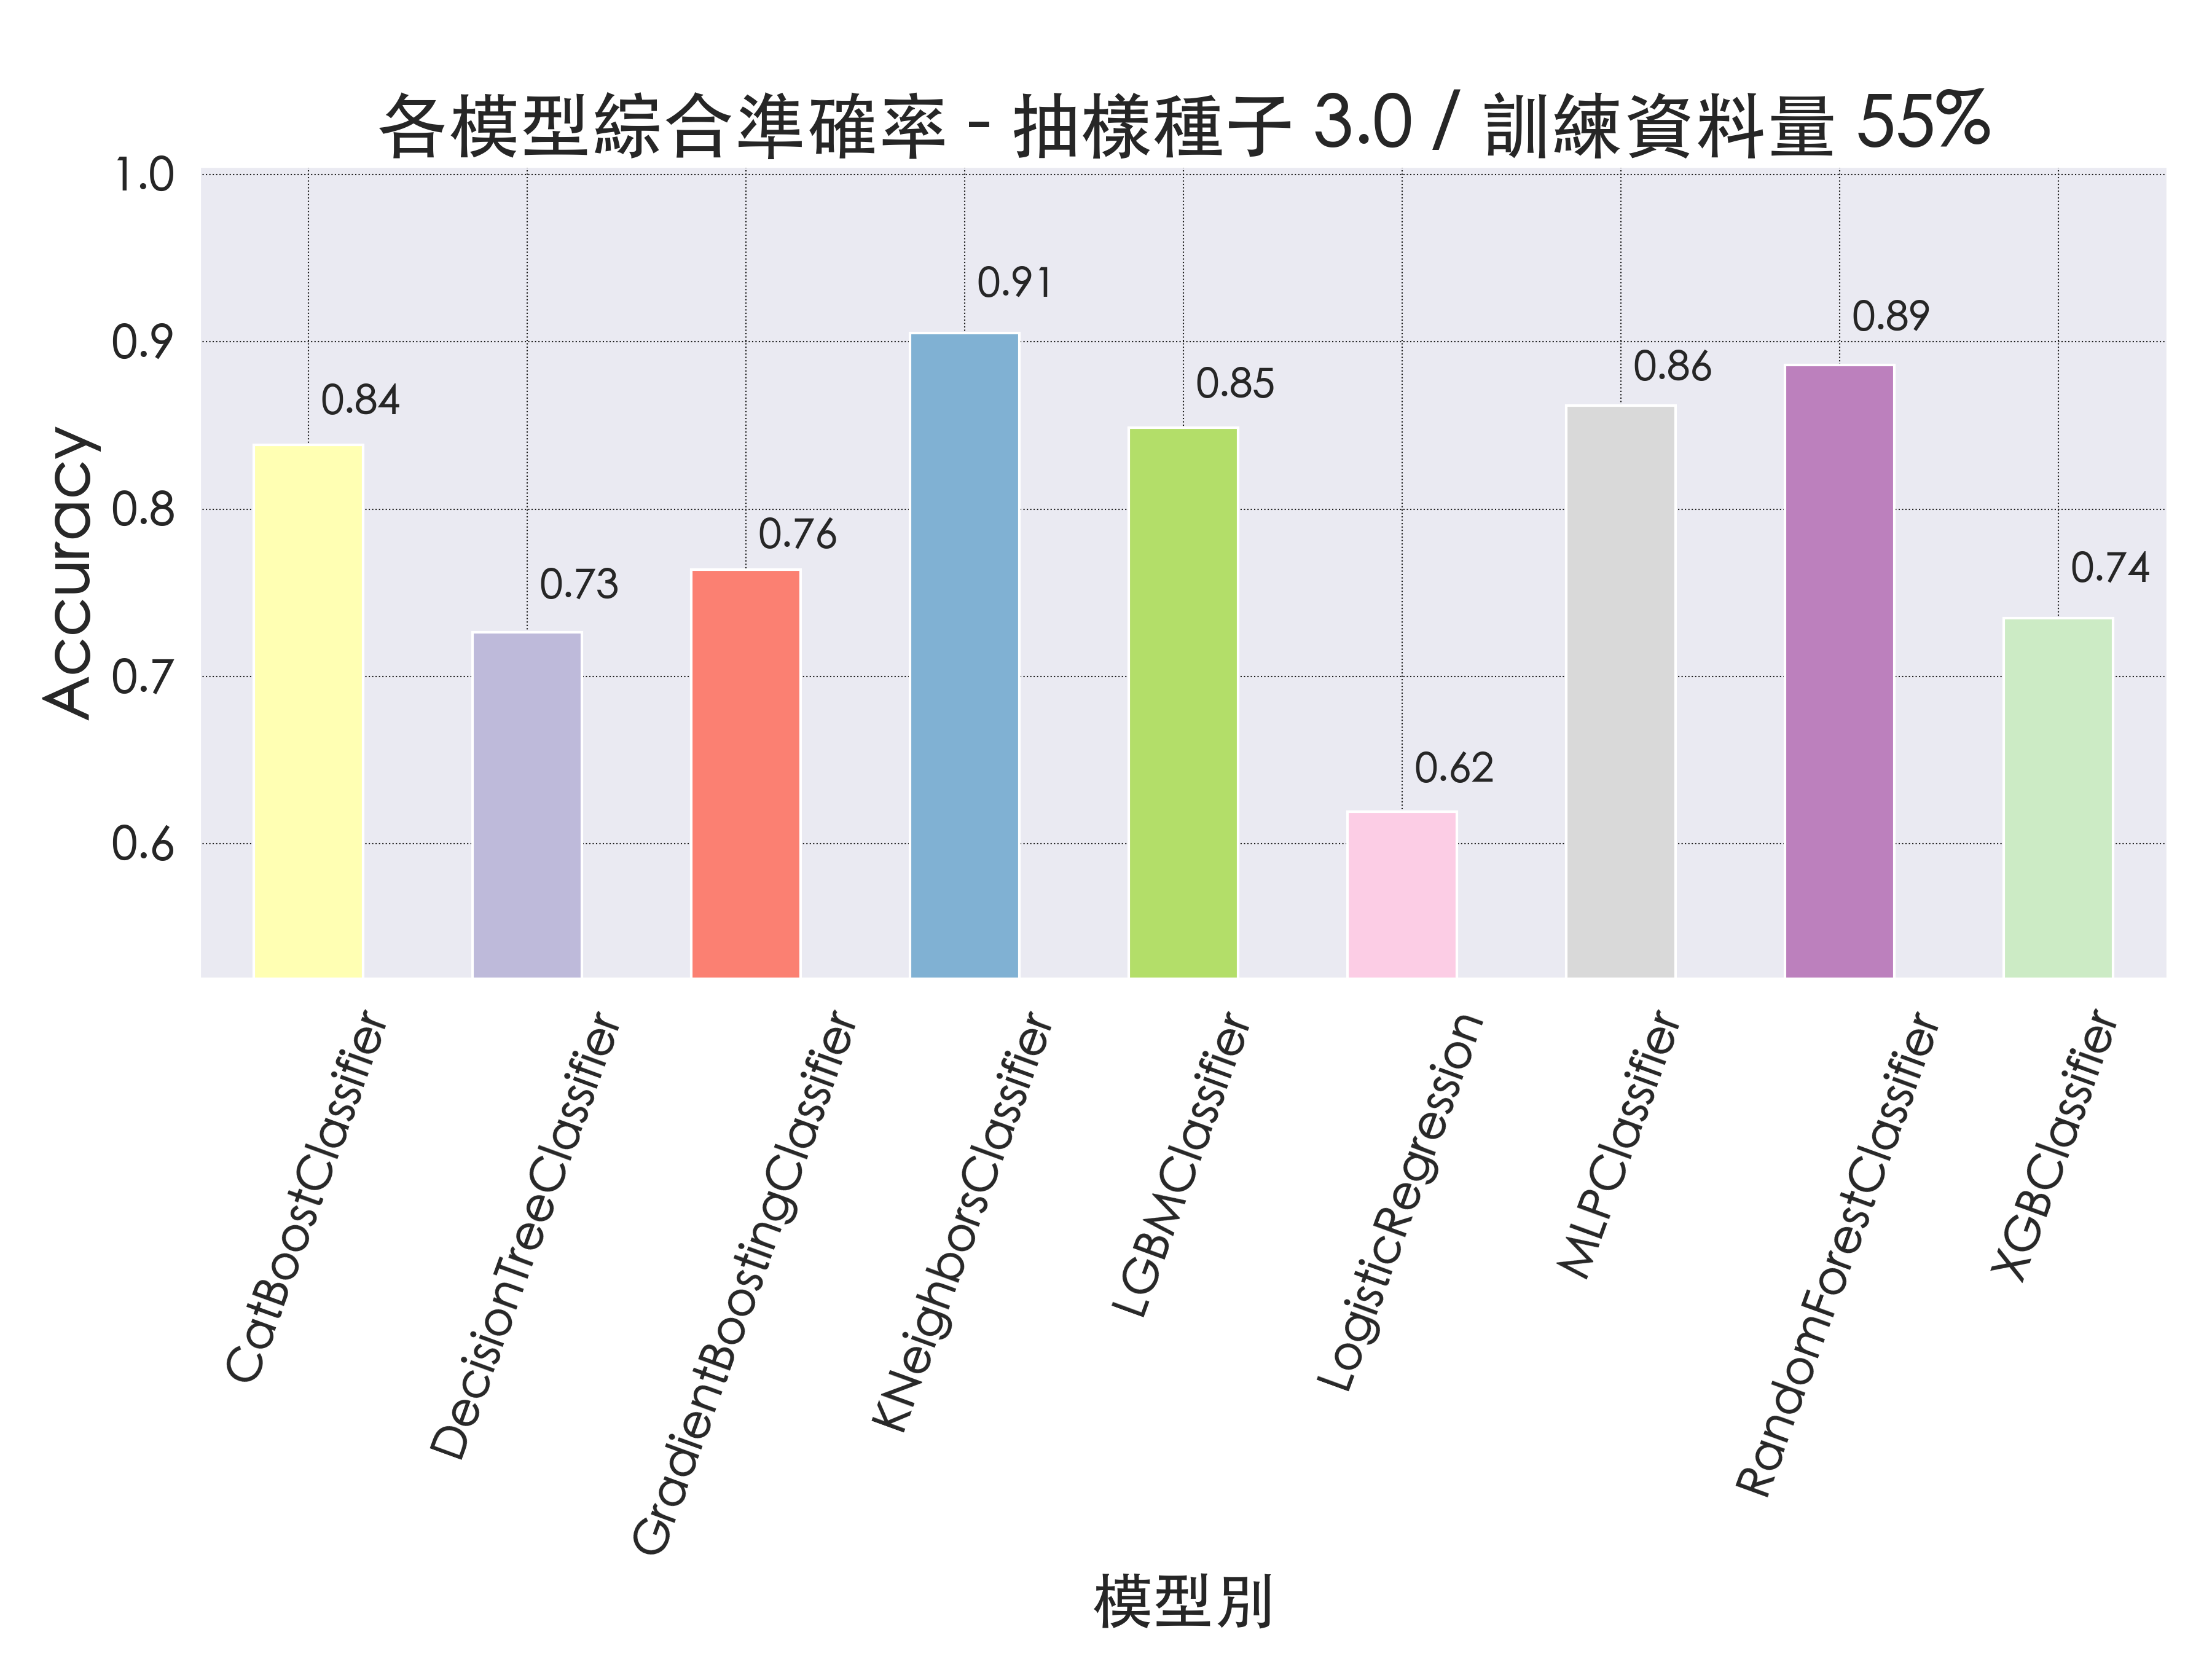 各模型綜合準確率 - 抽樣種子 3.0 / 訓練資料量 55%
Accuracy
1.0
0.9
0.8
0.7
0.6
0.84
0.73
0.76
0.91
0.85
0.62
0.86
0.89
0.74
CatBoostClassifier
DecisionTreeClassifier
GradientBoostingClassifier
KNeighborsClassifier
LGBMClassifier
LogisticRegression
MLPClassifier
RandomForestClassifier
XGBClassifier
模型別